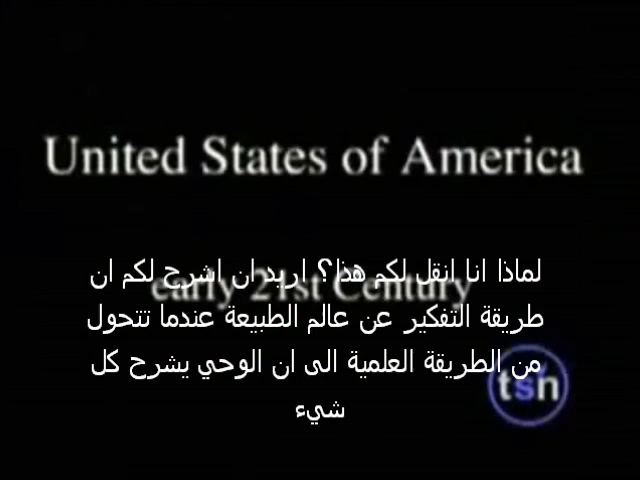 United States of America
early 21st Century
لماذا انا انقل لكم هذا؟ اريد ان اشرح لكم ان
طريقة التفكير عن عالم الطبيعة عندما تتحول
من الطريقة العلمية الى ان الوحي يشرح كل
شيء
tsn